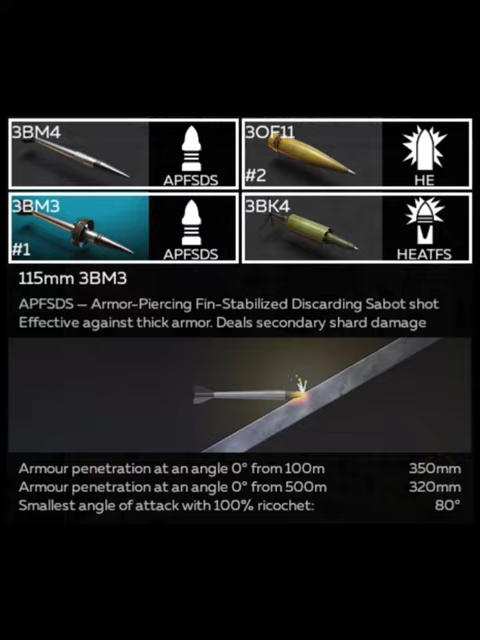 3BM4
APFSDS
3OF11
#2
HE
3BM3
#1
APFSDS
3BK4
HEATFS
115mm 3BM3
APFSDS — Armor-Piercing Fin-Stabilized Discarding Sabot shot
Effective against thick armor. Deals secondary shard damage
Armour penetration at an angle 0° from 100m 350mm
Armour penetration at an angle 0° from 500m 320mm
Smallest angle of attack with 100% ricochet: 80°